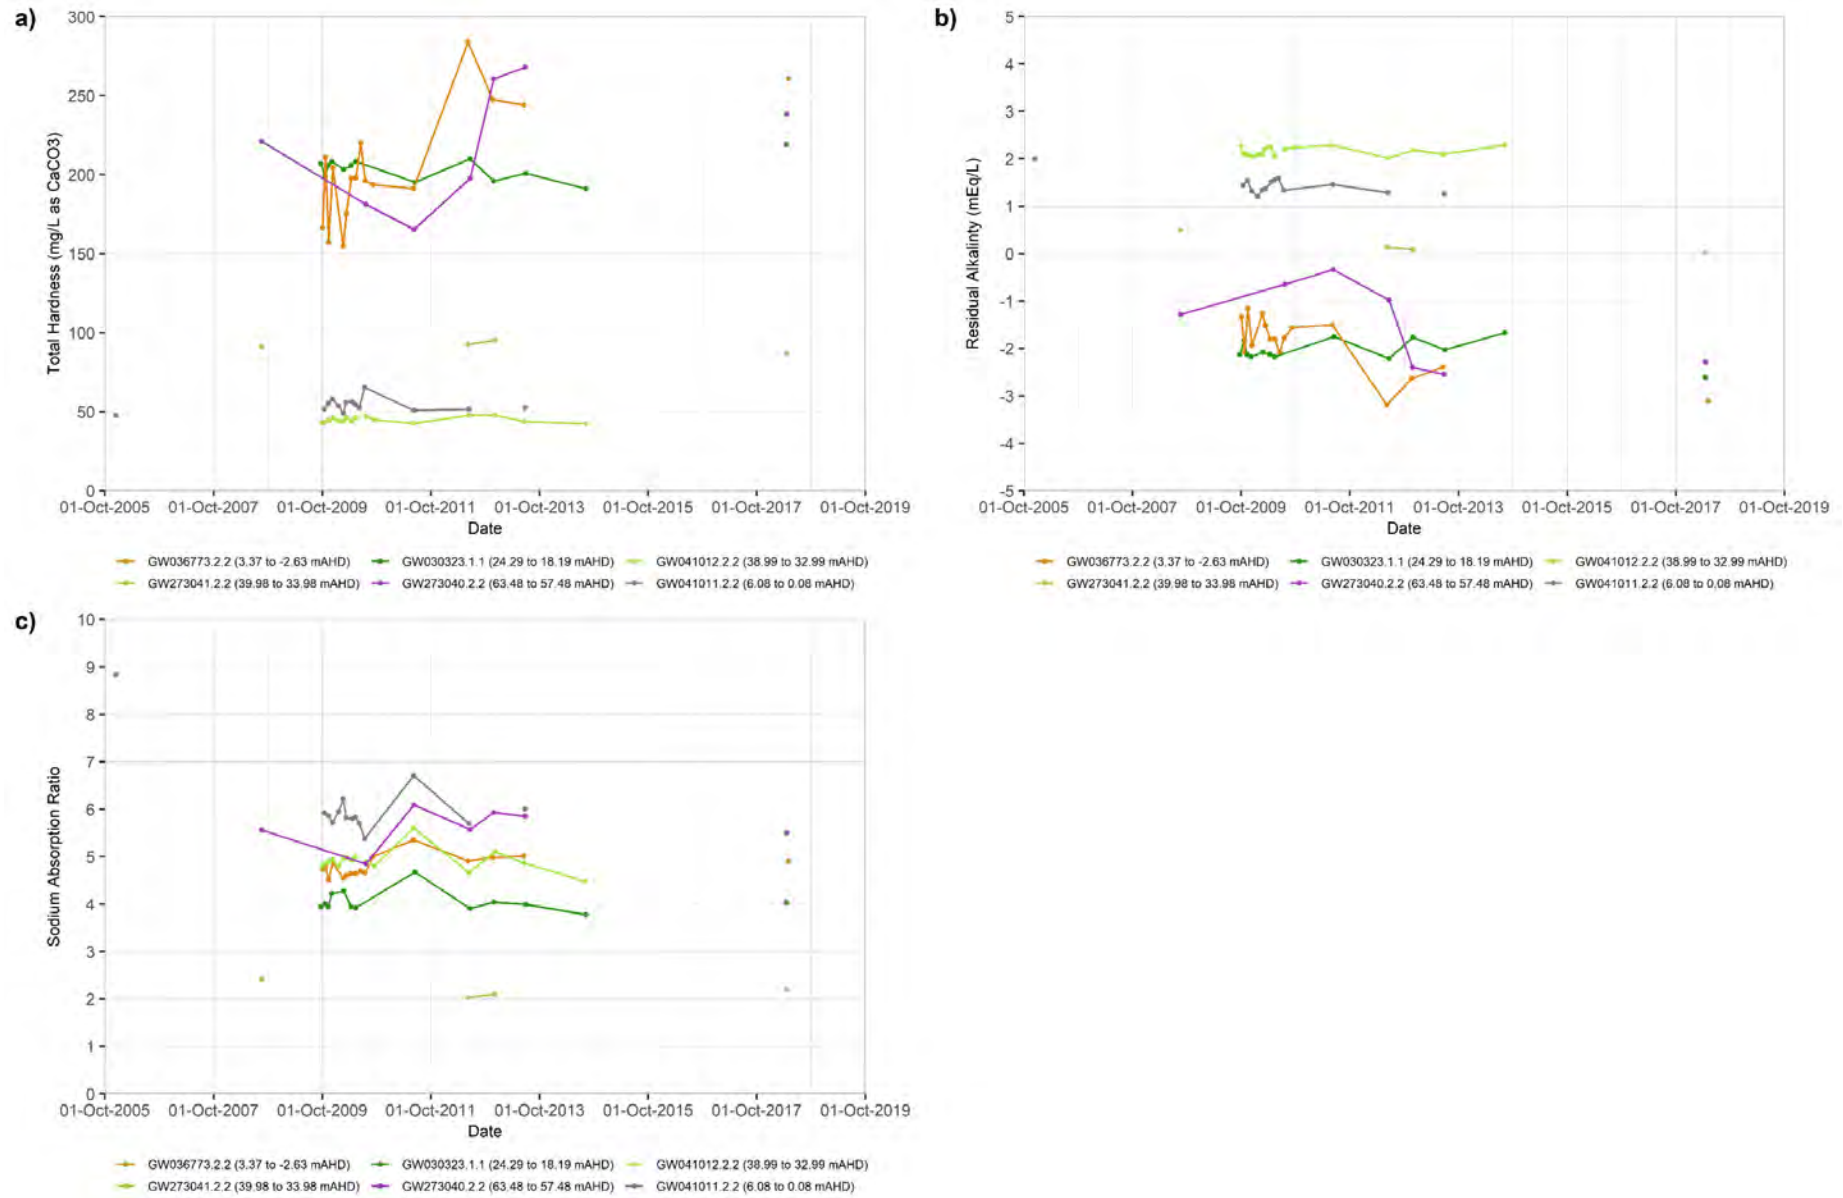 a)
300
250
200
150
100
50
0
Total Hardness (mg/L as CaCO3)
01-Oct-2005 01-Oct-2007 01-Oct-2009 01-Oct-2011 01-Oct-2013 01-Oct-2015 01-Oct-2017 01-Oct-2019
Date
GW036773.2.2 (3.37 to -2.63 mAHD) GW030323.1.1 (24.29 to 18.19 mAHD) GW041012.2.2 (38.99 to 32.99 mAHD)
GW273041.2.2 (39.98 to 33.98 mAHD) GW273040.2.2 (63.48 to 57.48 mAHD) GW041011.2.2 (6.08 to 0.08 mAHD)
b)
5
4
3
2
1
0
-1
-2
-3
-4
-5
Residual Alkalinty (mEq/L)
01-Oct-2005 01-Oct-2007 01-Oct-2009 01-Oct-2011 01-Oct-2013 01-Oct-2015 01-Oct-2017 01-Oct-2019
Date
GW036773.2.2 (3.37 to -2.63 mAHD) GW030323.1.1 (24.29 to 18.19 mAHD) GW041012.2.2 (38.99 to 32.99 mAHD)
GW273041.2.2 (39.98 to 33.98 mAHD) GW273040.2.2 (63.48 to 57.48 mAHD) GW041011.2.2 (6.08 to 0.08 mAHD)
c)
10
9
8
7
6
5
4
3
2
1
0
Sodium Absorption Ratio
01-Oct-2005 01-Oct-2007 01-Oct-2009 01-Oct-2011 01-Oct-2013 01-Oct-2015 01-Oct-2017 01-Oct-2019
Date
GW036773.2.2 (3.37 to -2.63 mAHD) GW030323.1.1 (24.29 to 18.19 mAHD) GW041012.2.2 (38.99 to 32.99 mAHD)
GW273041.2.2 (39.98 to 33.98 mAHD) GW273040.2.2 (63.48 to 57.48 mAHD) GW041011.2.2 (6.08 to 0.08 mAHD)